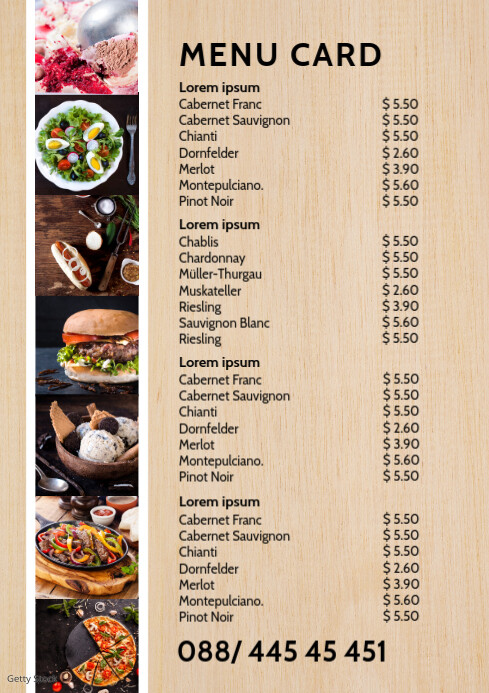 MENU CARD
Lorem ipsum
Cabernet Franc $ 5.50
Cabernet Sauvignon $ 5.50
Chianti $ 5.50
Dornfelder $ 2.60
Merlot $ 3.90
Montepulciano. $ 5.60
Pinot Noir $ 5.50
Lorem ipsum
Chablis $ 5.50
Chardonnay $ 5.50
Müller-Thurgau $ 5.50
Muskateller $ 2.60
Riesling $ 3.90
Sauvignon Blanc $ 5.60
Riesling $ 5.50
Lorem ipsum
Cabernet Franc $ 5.50
Cabernet Sauvignon $ 5.50
Chianti $ 5.50
Dornfelder $ 2.60
Merlot $ 3.90
Montepulciano. $ 5.60
Pinot Noir $ 5.50
Lorem ipsum
Cabernet Franc $ 5.50
Cabernet Sauvignon $ 5.50
Chianti $ 5.50
Dornfelder $ 2.60
Merlot $ 3.90
Montepulciano. $ 5.60
Pinot Noir $ 5.50
088/ 445 45 451
Getty Stock